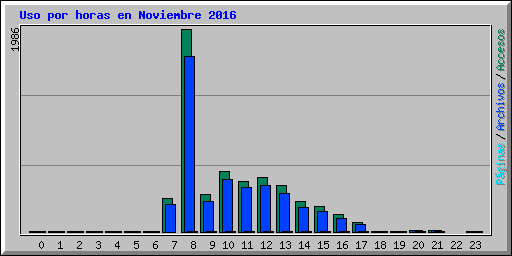 Uso por horas en Noviembre 2016
1986
Páginas/Archivos/Accesos
0 1 2 3 4 5 6 7 8 9 10 11 12 13 14 15 16 17 18 19 20 21 22 23